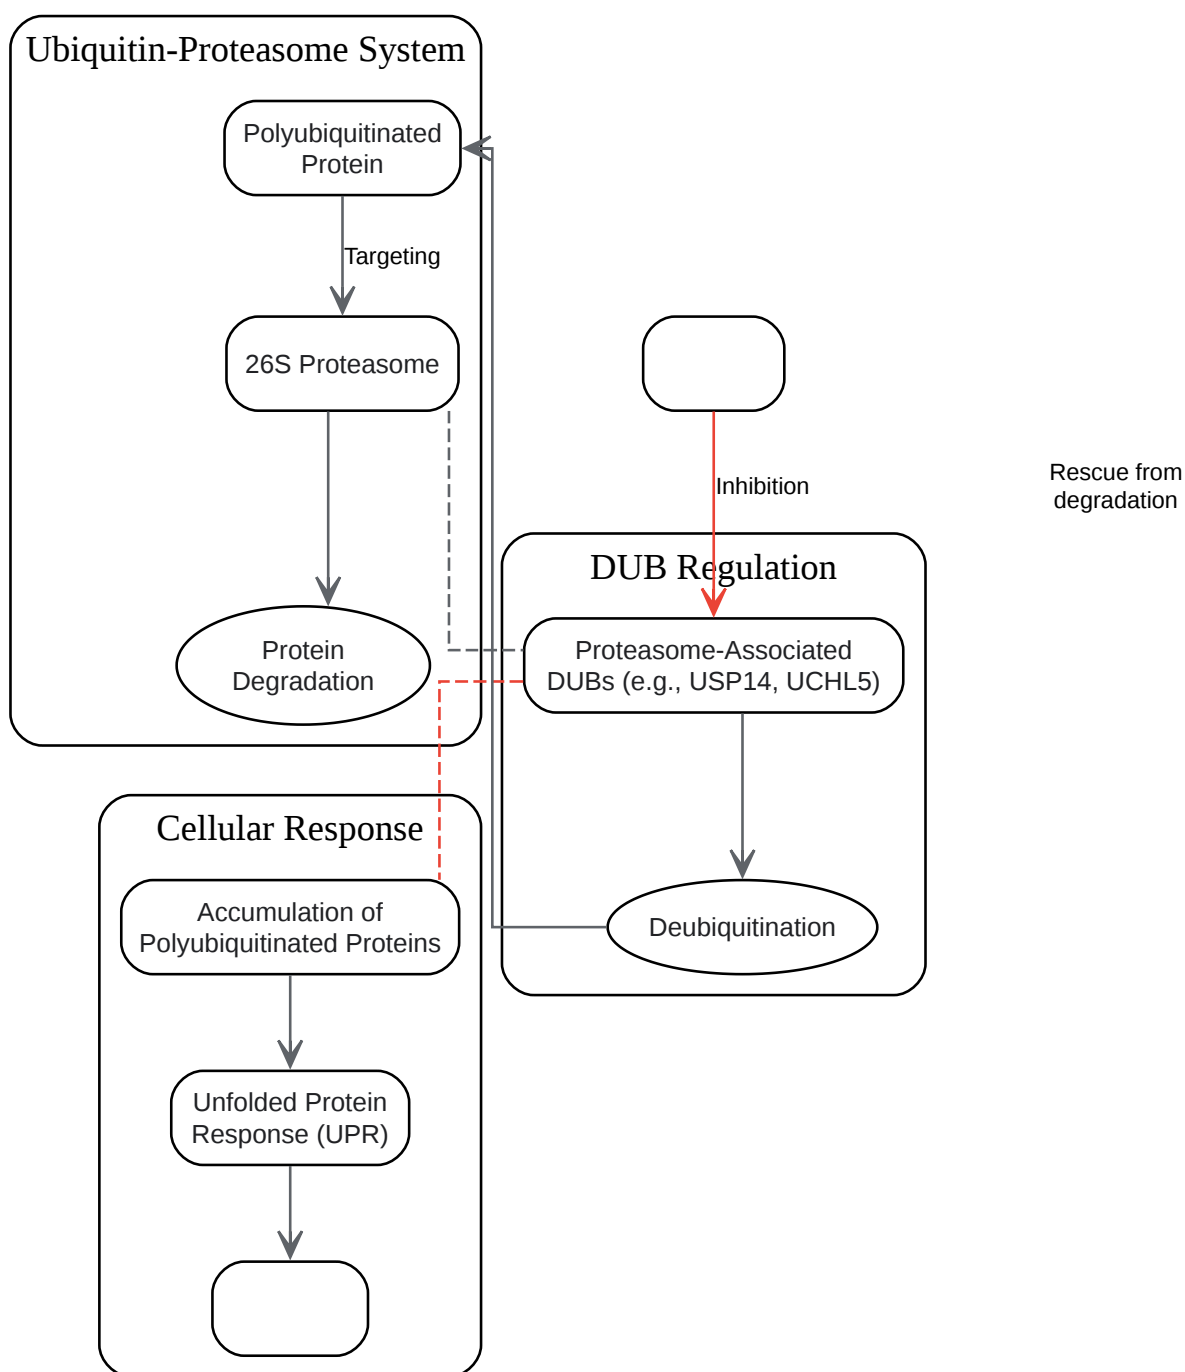 Ubiquitin-Proteasome System
Polyubiquitinated
Protein
Targeting
26S Proteasome
Protein
Degradation
Inhibition
Rescue from
degradation
DUB Regulation
Proteasome-Associated
DUBs (e.g., USP14, UCHL5)
Deubiquitination
Cellular Response
Accumulation of
Polyubiquitinated Proteins
Unfolded Protein
Response (UPR)